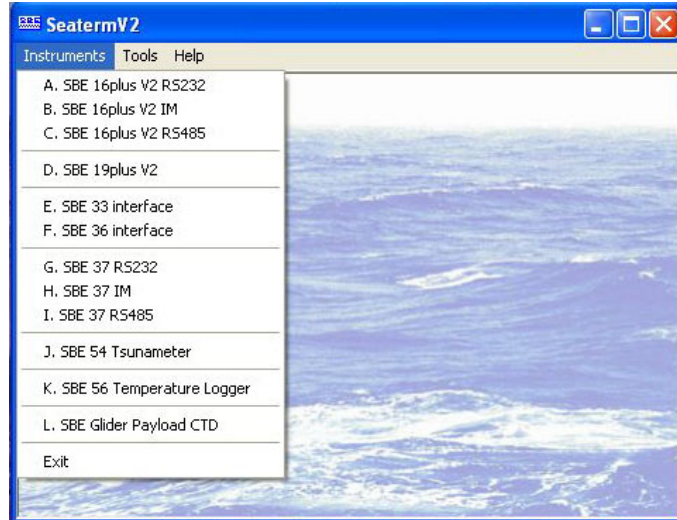 SBE SeatermV2
Instruments Tools Help
A. SBE 16plus V2 RS232
B. SBE 16plus V2 IM
C. SBE 16plus V2 RS485
D. SBE 19plus V2
E. SBE 33 interface
F. SBE 36 interface
G. SBE 37 RS232
H. SBE 37 IM
I. SBE 37 RS485
J. SBE 54 Tsunameter
K. SBE 56 Temperature Logger
L. SBE Glider Payload CTD
Exit